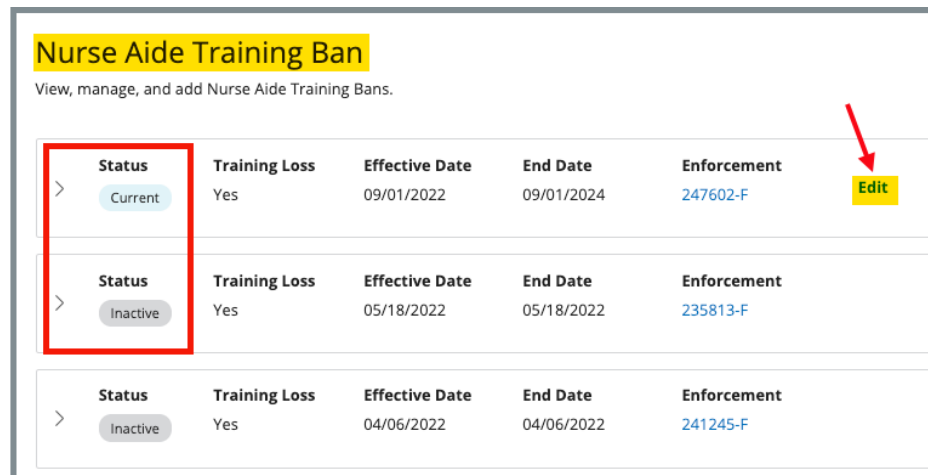 Nurse Aide Training Ban
View, manage, and add Nurse Aide Training Bans.
Status Training Loss Effective Date End Date Enforcement
Current Yes 09/01/2022 09/01/2024 247602-F Edit
Status Training Loss Effective Date End Date Enforcement
Inactive Yes 05/18/2022 05/18/2022 235813-F
Status Training Loss Effective Date End Date Enforcement
Inactive Yes 04/06/2022 04/06/2022 241245-F